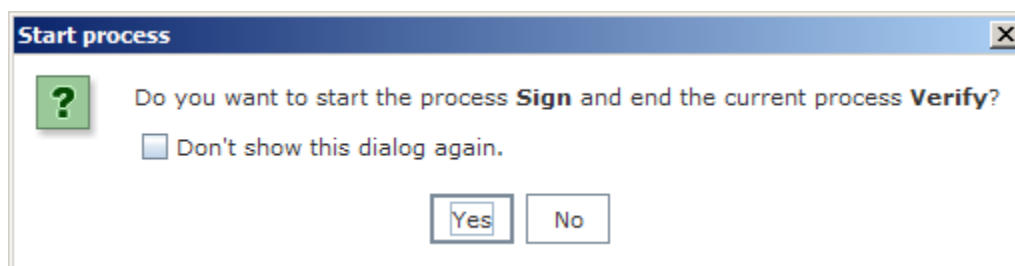 Start process
Do you want to start the process Sign and end the current process Verify?
Don't show this dialog again.
Yes No